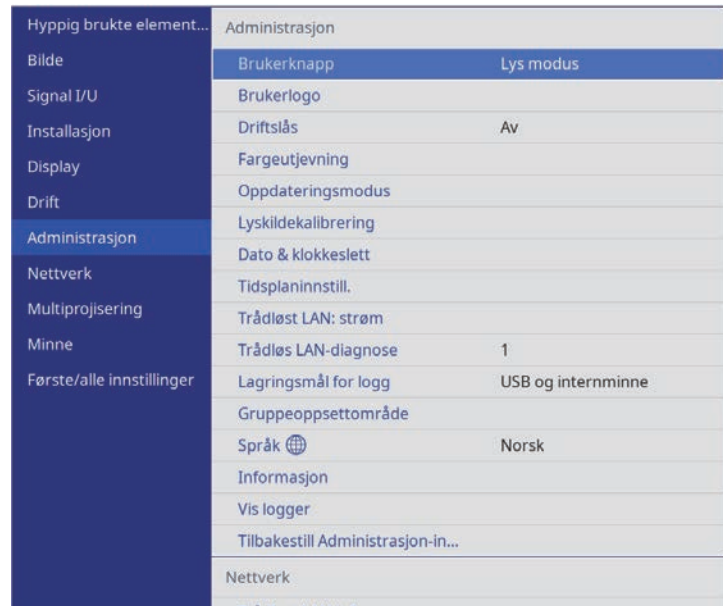 Hyppig brukte element...
Bilde
Signal I/U
Installasjon
Display
Drift
Administrasjon
Nettverk
Multiprojisering
Minne
Første/alle innstillinger
Administrasjon
Brukerknapp Lys modus
Brukerlogo
Driftslås Av
Fargeutjevning
Oppdateringsmodus
Lyskildekalibrering
Dato & klokkeslett
Tidsplaninnstill.
Trådløst LAN: strøm
Trådløs LAN-diagnose 1
Lagringsmål for logg USB og internminne
Gruppeoppsettområde
Språk Norsk
Informasjon
Vis logger
Tilbakestill Administrasjon-in...
Nettverk